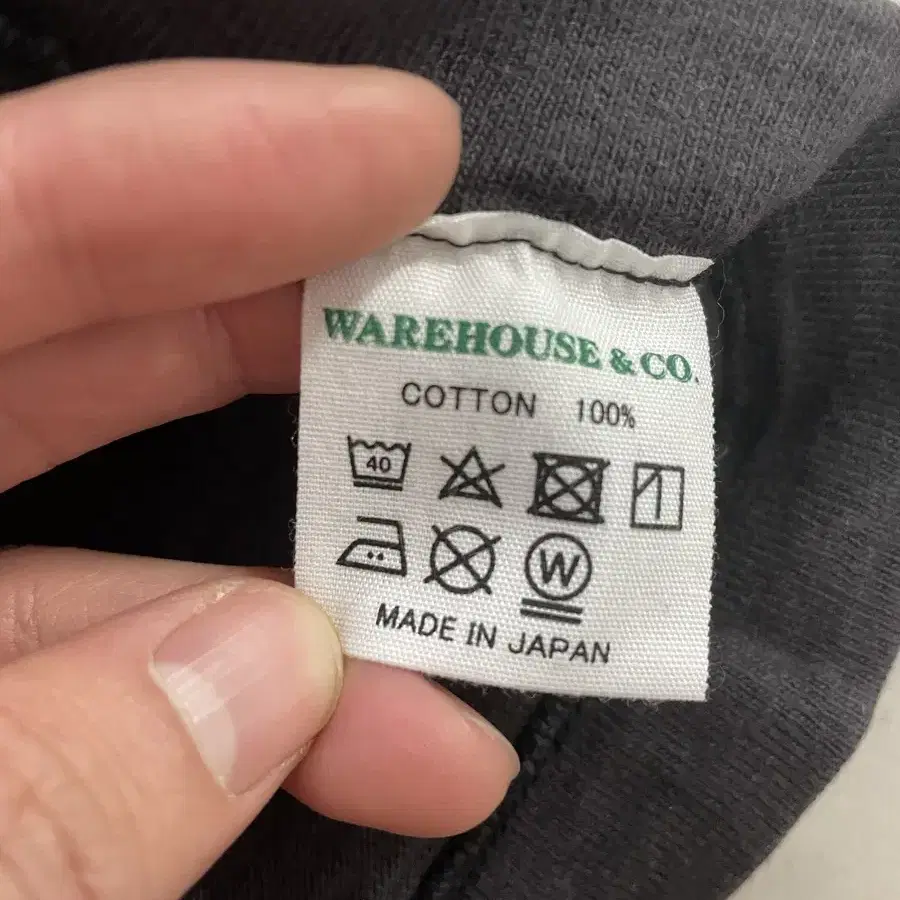 WAREHOUSE & CO.
COTTON 100%
40
W
MADE IN JAPAN